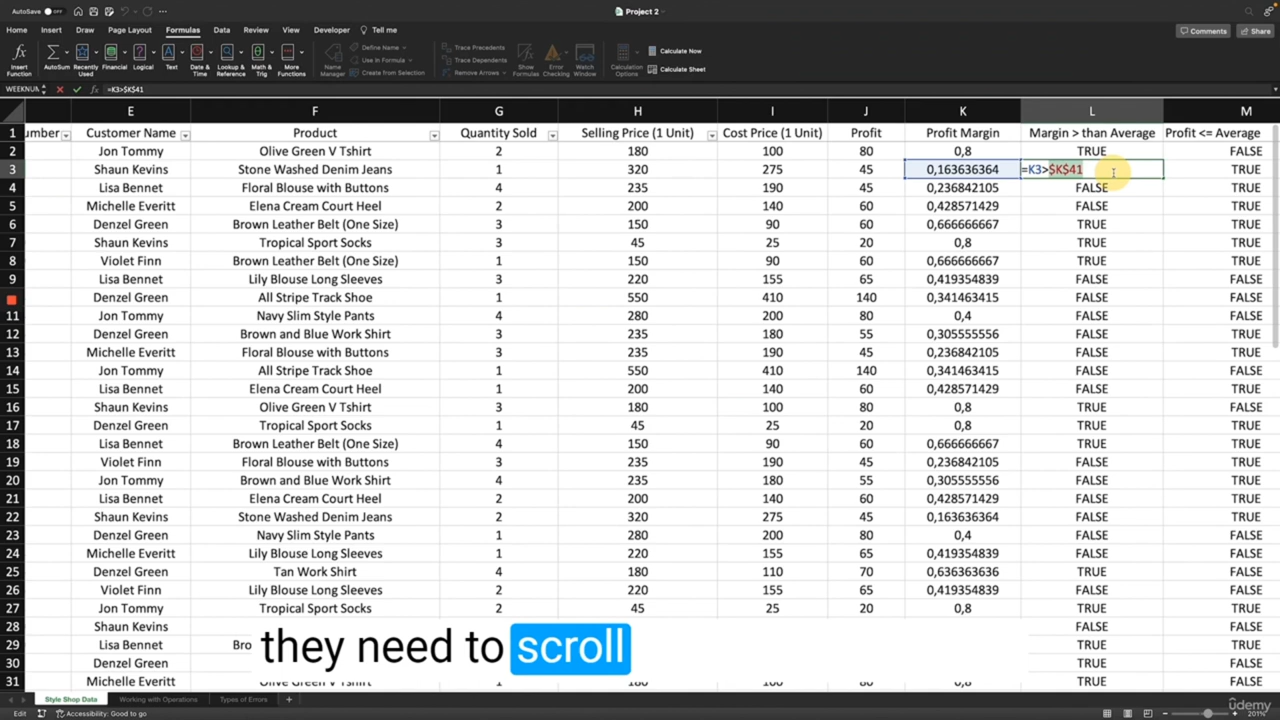 AutoSave OFF
Project 2
Home Insert Draw Page Layout Formulas Data Review View Developer Tell me
Comments Share
Insert Function
AutoSum
Recently Used
Financial
Logical
Text
Date & Time
Lookup & Reference
Math & Trig
More Functions
Name Manager
Define Name
Use in Formula
Create from Selection
Trace Precedents
Trace Dependents
Remove Arrows
Show Formulas
Error Checking
Watch Window
Calculation Options
Calculate Now
Calculate Sheet
WEEKNUM fx =K3>$K$41
E F G H I J K L M
1 umber Customer Name Product Quantity Sold Selling Price (1 Unit) Cost Price (1 Unit) Profit Profit Margin Margin > than Average Profit <= Average
2 Jon Tommy Olive Green V Tshirt 2 180 100 80 0,8 TRUE FALSE
3 Shaun Kevins Stone Washed Denim Jeans 1 320 275 45 0,163636364 =K3>$K$41 TRUE
4 Lisa Bennet Floral Blouse with Buttons 4 235 190 45 0,236842105 FALSE TRUE
5 Michelle Everitt Elena Cream Court Heel 2 200 140 60 0,428571429 FALSE TRUE
6 Denzel Green Brown Leather Belt (One Size) 3 150 90 60 0,666666667 TRUE TRUE
7 Shaun Kevins Tropical Sport Socks 3 45 25 20 0,8 TRUE TRUE
8 Violet Finn Brown Leather Belt (One Size) 1 150 90 60 0,666666667 TRUE TRUE
9 Lisa Bennet Lily Blouse Long Sleeves 3 220 155 65 0,419354839 FALSE FALSE
Denzel Green All Stripe Track Shoe 1 550 410 140 0,341463415 FALSE FALSE
11 Jon Tommy Navy Slim Style Pants 4 280 200 80 0,4 FALSE FALSE
12 Denzel Green Brown and Blue Work Shirt 3 235 180 55 0,305555556 FALSE TRUE
13 Michelle Everitt Floral Blouse with Buttons 3 235 190 45 0,236842105 FALSE TRUE
14 Jon Tommy All Stripe Track Shoe 1 550 410 140 0,341463415 FALSE FALSE
15 Lisa Bennet Elena Cream Court Heel 1 200 140 60 0,428571429 FALSE TRUE
16 Shaun Kevins Olive Green V Tshirt 3 180 100 80 0,8 TRUE FALSE
17 Denzel Green Tropical Sport Socks 1 45 25 20 0,8 TRUE TRUE
18 Lisa Bennet Brown Leather Belt (One Size) 4 150 90 60 0,666666667 TRUE TRUE
19 Violet Finn Floral Blouse with Buttons 3 235 190 45 0,236842105 FALSE TRUE
20 Jon Tommy Brown and Blue Work Shirt 4 235 180 55 0,305555556 FALSE TRUE
21 Lisa Bennet Elena Cream Court Heel 2 200 140 60 0,428571429 FALSE TRUE
22 Shaun Kevins Stone Washed Denim Jeans 2 320 275 45 0,163636364 FALSE TRUE
23 Denzel Green Navy Slim Style Pants 1 280 200 80 0,4 FALSE FALSE
24 Michelle Everitt Lily Blouse Long Sleeves 1 220 155 65 0,419354839 FALSE FALSE
25 Denzel Green Tan Work Shirt 4 180 110 70 0,636363636 TRUE FALSE
26 Violet Finn Lily Blouse Long Sleeves 2 220 155 65 0,419354839 FALSE FALSE
27 Jon Tommy Tropical Sport Socks 2 45 25 20 0,8 TRUE TRUE
28 Shaun Kevins FALSE FALSE
29 Lisa Bennet Bro TRUE TRUE
30 Denzel Green TRUE FALSE
31 Michelle Everitt TRUE FALSE
they need to scroll
Style Shop Data Working with Operations Types of Errors +
Edit Accessibility: Good to go 201%
udemy